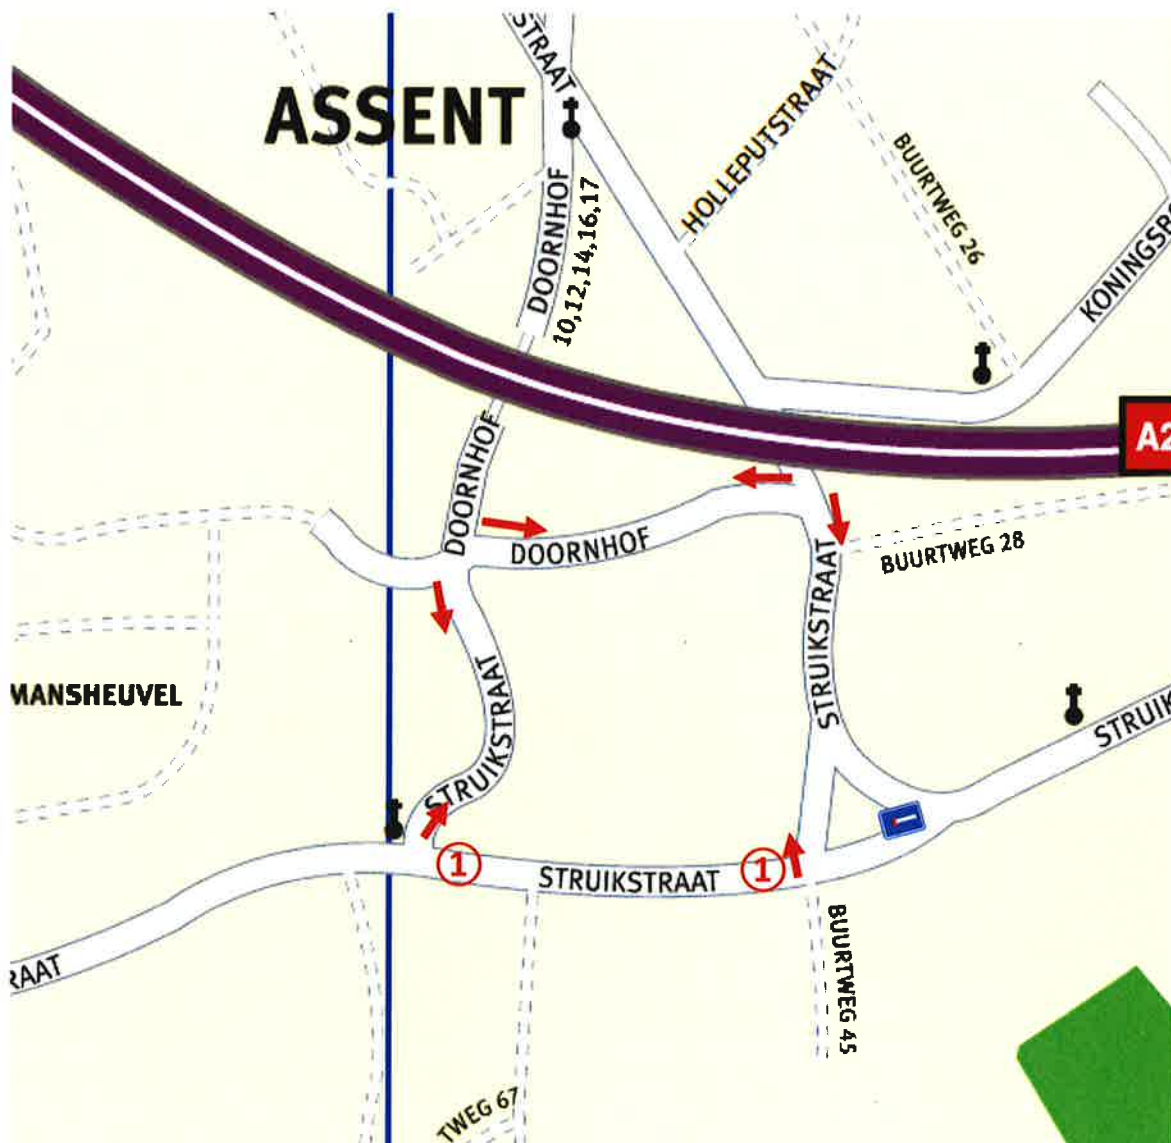 STRAAT
ASSENT
HOLLEPUTSTRAAT
BUURTWEG 26
DOORNHOF
10,12,14,16,17
KONINGSB
A2
DOORNHOF
DOORNHOF
BUURTWEG 28
STRUIKSTRAAT
MANSHEUVEL
STRUIKSTRAAT
STRUIK
STRUIKSTRAAT
1
STRUIKSTRAAT
1
BUURTWEG 45
RAAT
TWEG 67